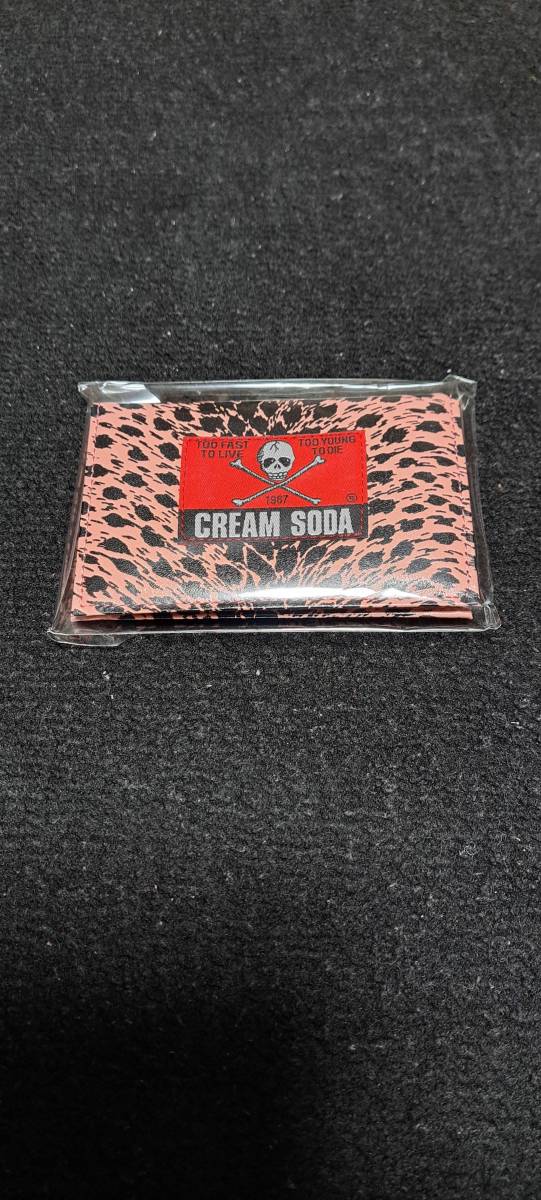 TOO FAST TOO YOUNG
TO LIVE TO DIE
1967
®
CREAM SODA